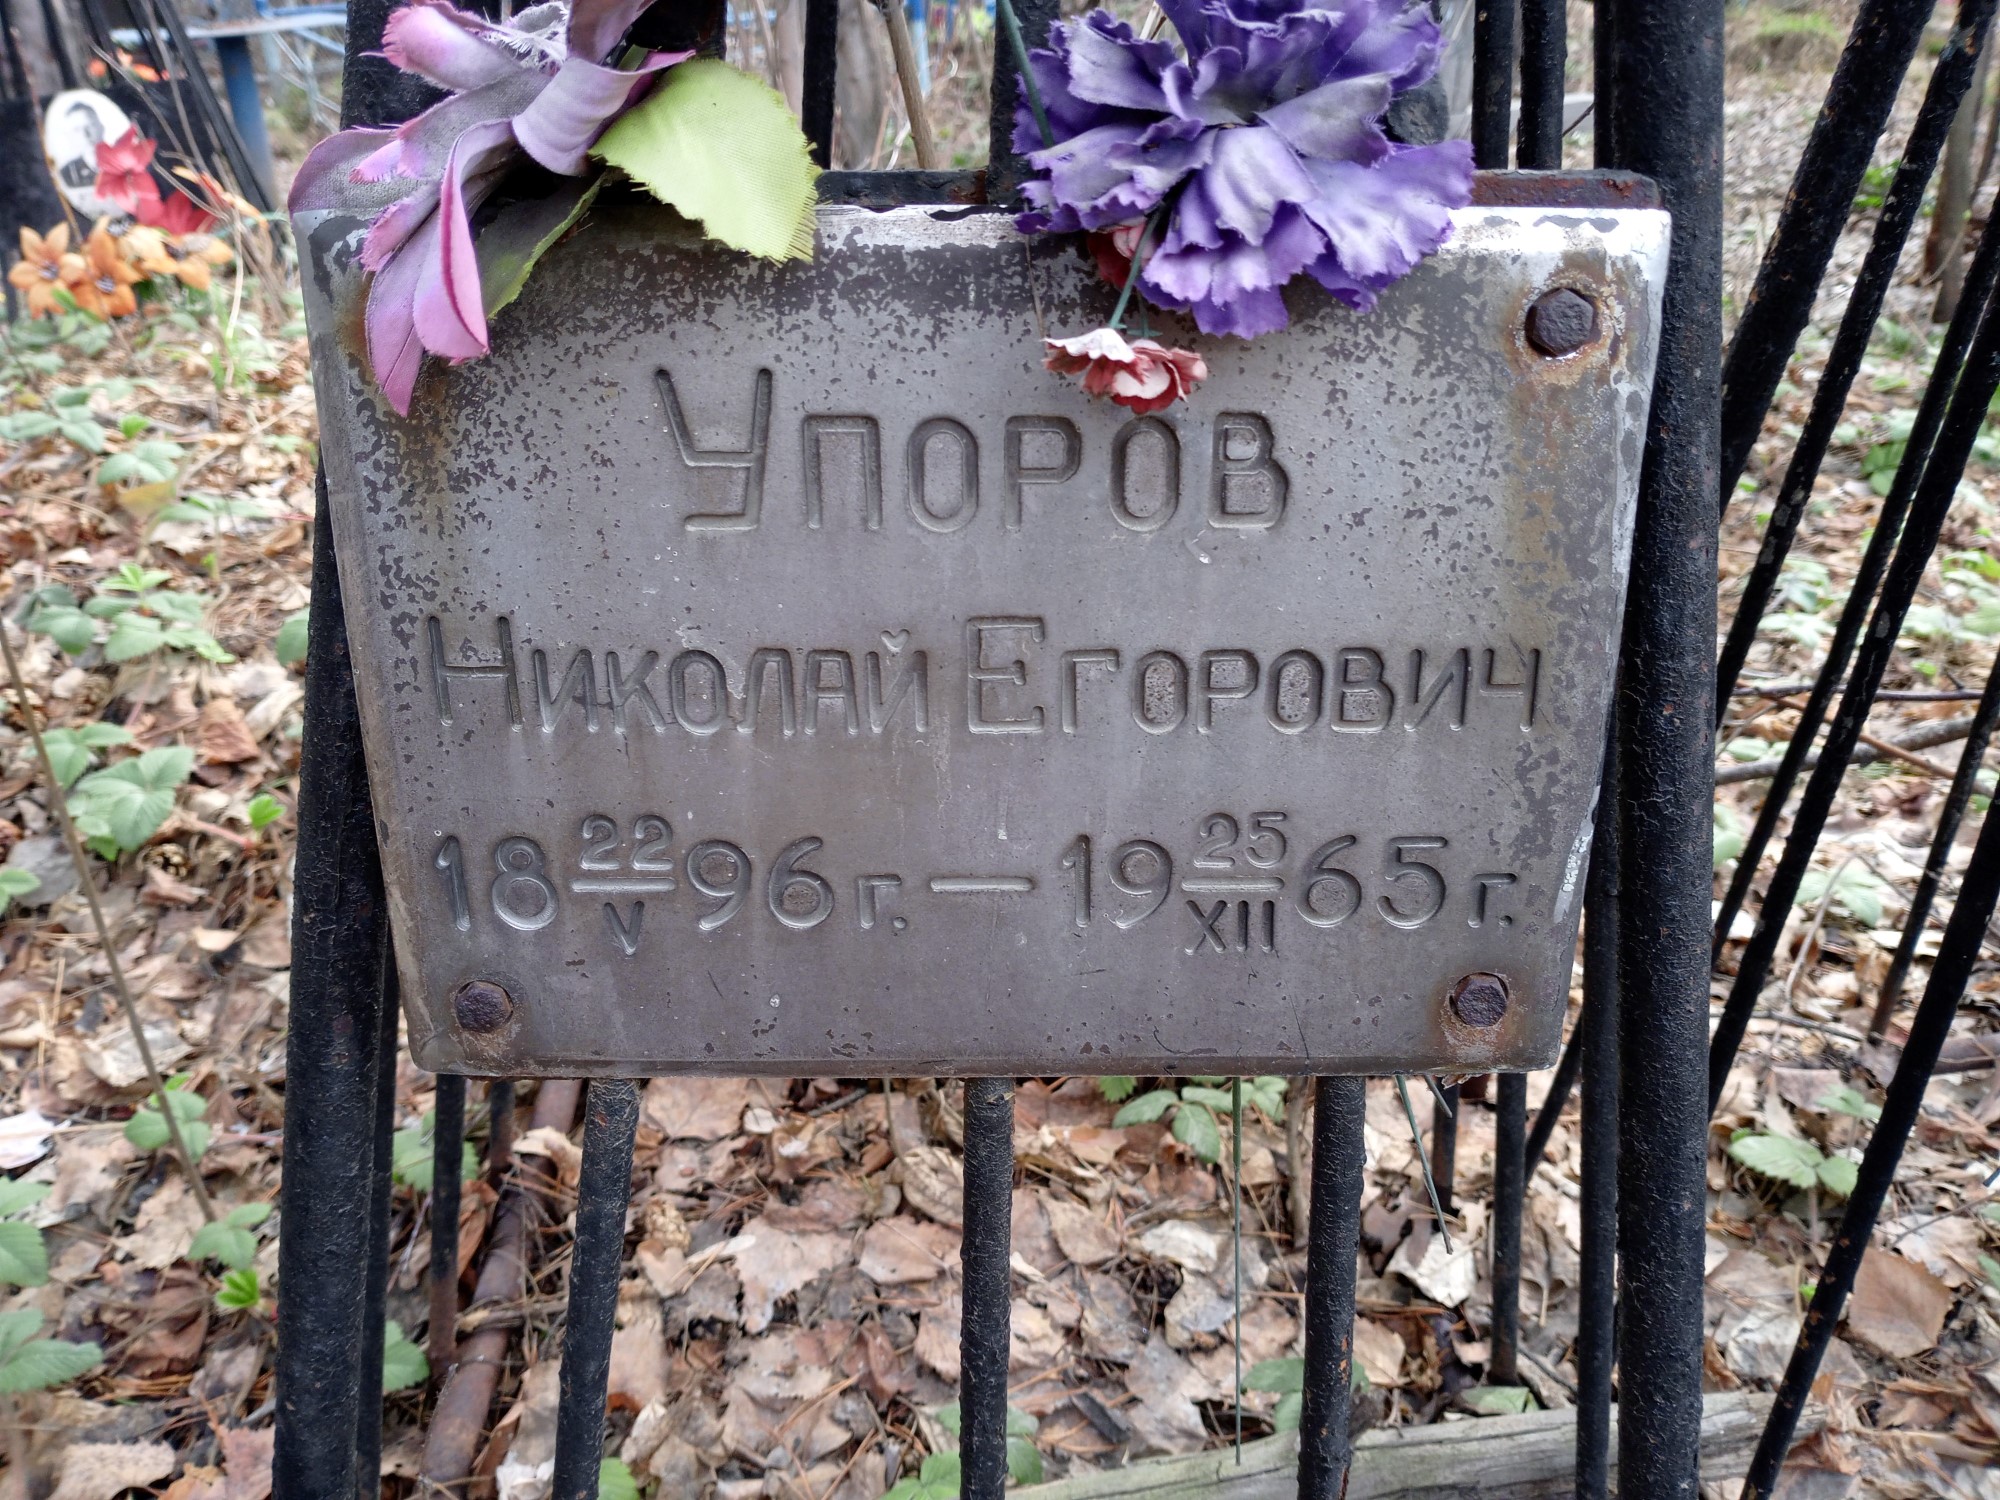 Упоров
Николай Егорович
18 22/V 96 г. — 19 25/XII 65 г.